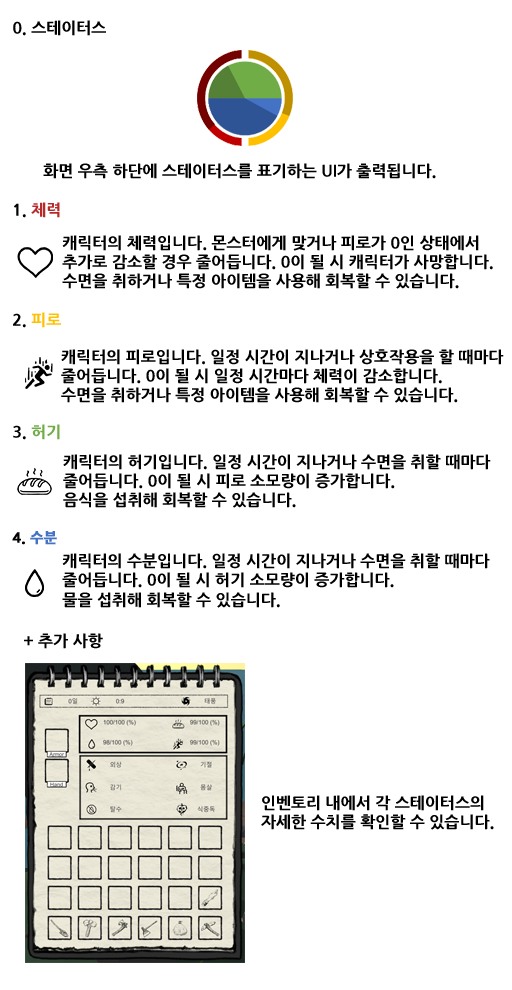 0. 스테이터스
화면 우측 하단에 스테이터스를 표기하는 UI가 출력됩니다.
1. 체력
캐릭터의 체력입니다. 몬스터에게 맞거나 피로가 0인 상태에서
추가로 감소할 경우 줄어듭니다. 0이 될 시 캐릭터가 사망합니다.
수면을 취하거나 특정 아이템을 사용해 회복할 수 있습니다.
2. 피로
캐릭터의 피로입니다. 일정 시간이 지나거나 상호작용을 할 때마다
줄어듭니다. 0이 될 시 일정 시간마다 체력이 감소합니다.
수면을 취하거나 특정 아이템을 사용해 회복할 수 있습니다.
3. 허기
캐릭터의 허기입니다. 일정 시간이 지나거나 수면을 취할 때마다
줄어듭니다. 0이 될 시 피로 소모량이 증가합니다.
음식을 섭취해 회복할 수 있습니다.
4. 수분
캐릭터의 수분입니다. 일정 시간이 지나거나 수면을 취할 때마다
줄어듭니다. 0이 될 시 허기 소모량이 증가합니다.
물을 섭취해 회복할 수 있습니다.
+ 추가 사항
0일 0:9 태풍
100/100 (%) 99/100 (%)
98/100 (%) 99/100 (%)
Armor
외상 기절
Hand
감기 몸살
탈수 식중독
인벤토리 내에서 각 스테이터스의
자세한 수치를 확인할 수 있습니다.